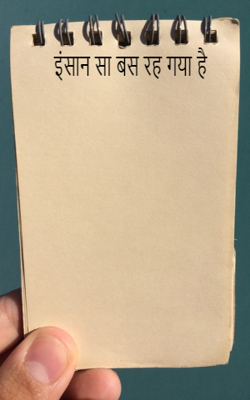 इंसान सा बस रह गया है